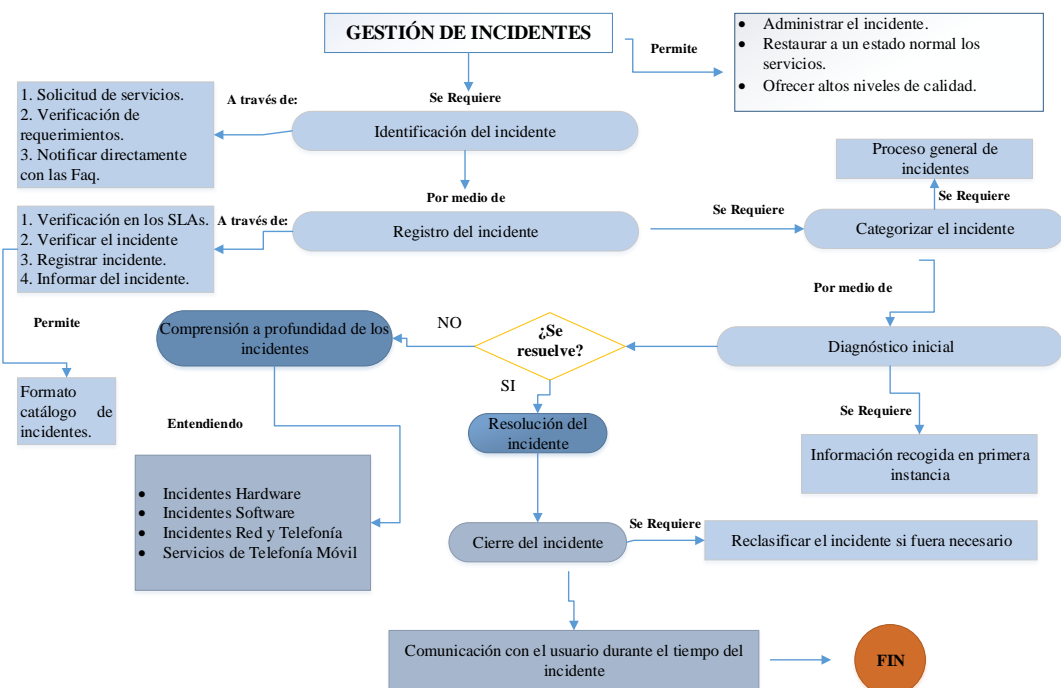 GESTIÓN DE INCIDENTES
Permite
• Administrar el incidente.
• Restaurar a un estado normal los
servicios.
• Ofrecer altos niveles de calidad.
Se Requiere
1. Solicitud de servicios.
2. Verificación de
requerimientos.
3. Notificar directamente
con las Faq.
A través de:
Identificación del incidente
Proceso general de
incidentes
Por medio de
Se Requiere
1. Verificación en los SLAs.
2. Verificar el incidente
3. Registrar incidente.
4. Informar del incidente.
A través de:
Registro del incidente
Se Requiere
Categorizar el incidente
Por medio de
Permite
Comprensión a profundidad de los
incidentes
NO
¿Se
resuelve?
Diagnóstico inicial
SI
Formato
catálogo de
incidentes.
Entendiendo
Resolución del
incidente
Se Requiere
Información recogida en primera
instancia
• Incidentes Hardware
• Incidentes Software
• Incidentes Red y Telefonía
• Servicios de Telefonía Móvil
Cierre del incidente
Se Requiere
Reclasificar el incidente si fuera necesario
Comunicación con el usuario durante el tiempo del
incidente
FIN